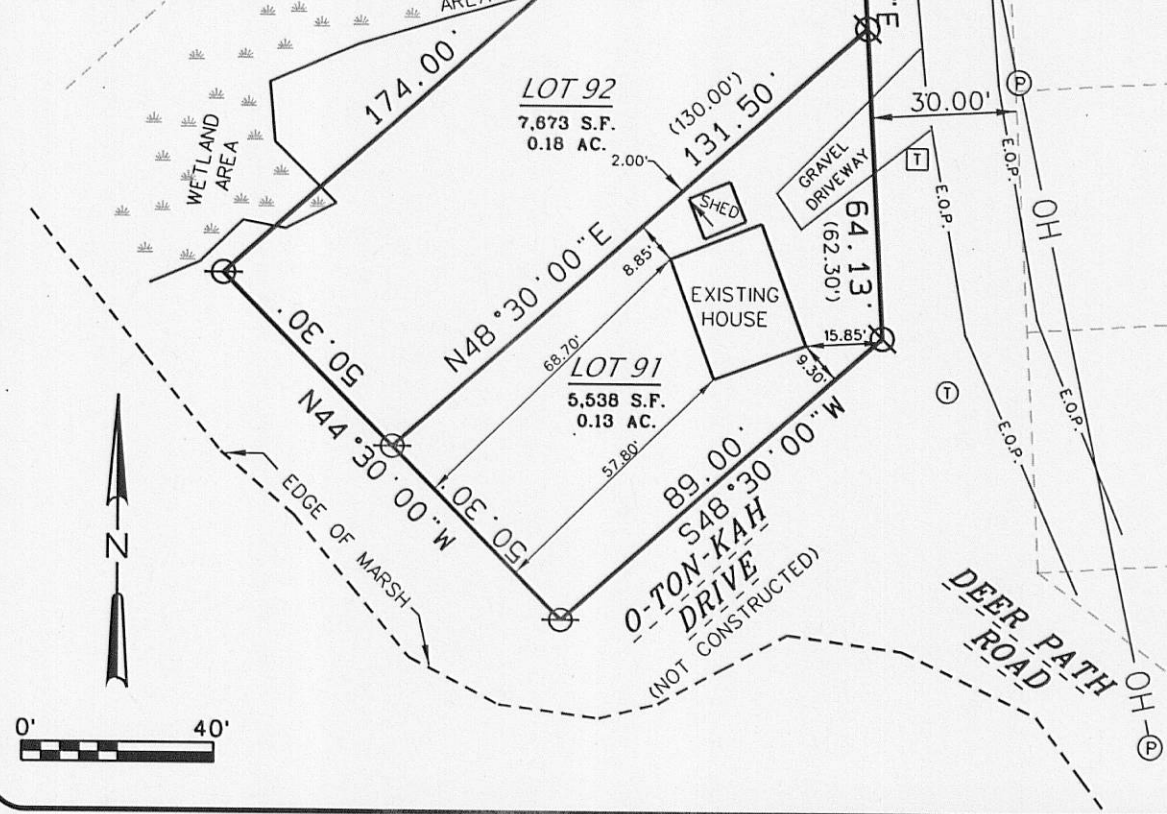 AREA
174.00'
LOT 92
7,673 S.F.
0.18 AC.
(130.00')
131.50'
2.00'
"E
30.00'
P
WETLAND
AREA
GRAVEL
DRIVEWAY
T
E.O.P.
E.O.P.
OH
SHED
64.13'
(62.30')
N48°30'00"E
8.85'
EXISTING
HOUSE
15.85'
9.30'
68.70'
50.30'
LOT 91
5,538 S.F.
0.13 AC.
57.80'
T
E.O.P.
E.O.P.
N44°30'00"W
50.30'
89.00'
S48°30'00"W
EDGE OF MARSH
N
O-TON-KAH
DRIVE
(NOT CONSTRUCTED)
DEER PATH
ROAD
OH
P
0' 40'